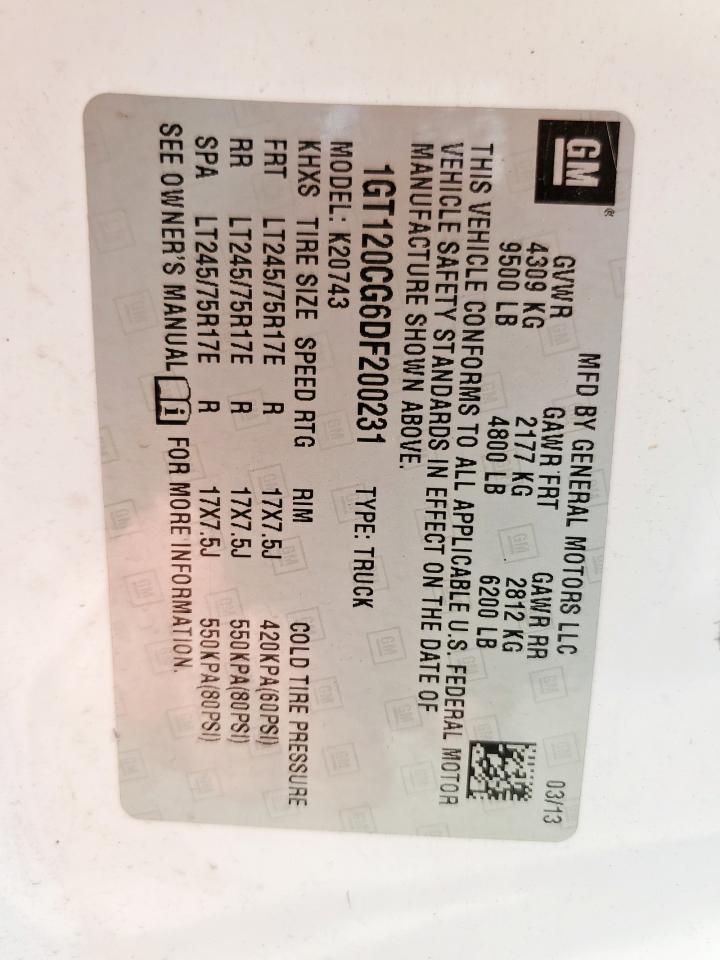 GM®
MFD BY GENERAL MOTORS LLC 03/13
GVWR GAWR FRT GAWR RR
4309 KG 2177 KG 2812 KG
9500 LB 4800 LB 6200 LB
THIS VEHICLE CONFORMS TO ALL APPLICABLE U.S. FEDERAL MOTOR
VEHICLE SAFETY STANDARDS IN EFFECT ON THE DATE OF
MANUFACTURE SHOWN ABOVE.
1GT120CG6DF200231 TYPE: TRUCK
MODEL: K20743
KHXS TIRE SIZE SPEED RTG RIM COLD TIRE PRESSURE
FRT LT245/75R17E R 17X7.5J 420KPA(60PSI)
RR LT245/75R17E R 17X7.5J 550KPA(80PSI)
SPA LT245/75R17E R 17X7.5J 550KPA(80PSI)
SEE OWNER'S MANUAL FOR MORE INFORMATION.